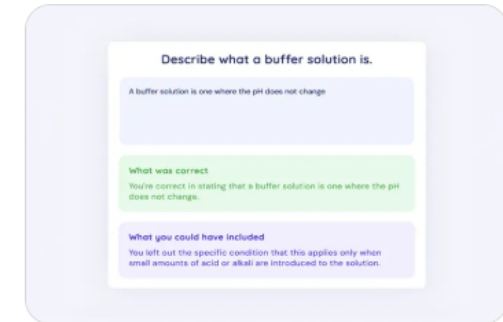 Describe what a buffer solution is.
A buffer solution is one where the pH does not change
What was correct
You're correct in stating that a buffer solution is one where the pH
does not change.
What you could have included
You left out the specific condition that this applies only when
small amounts of acid or alkali are introduced to the solution.